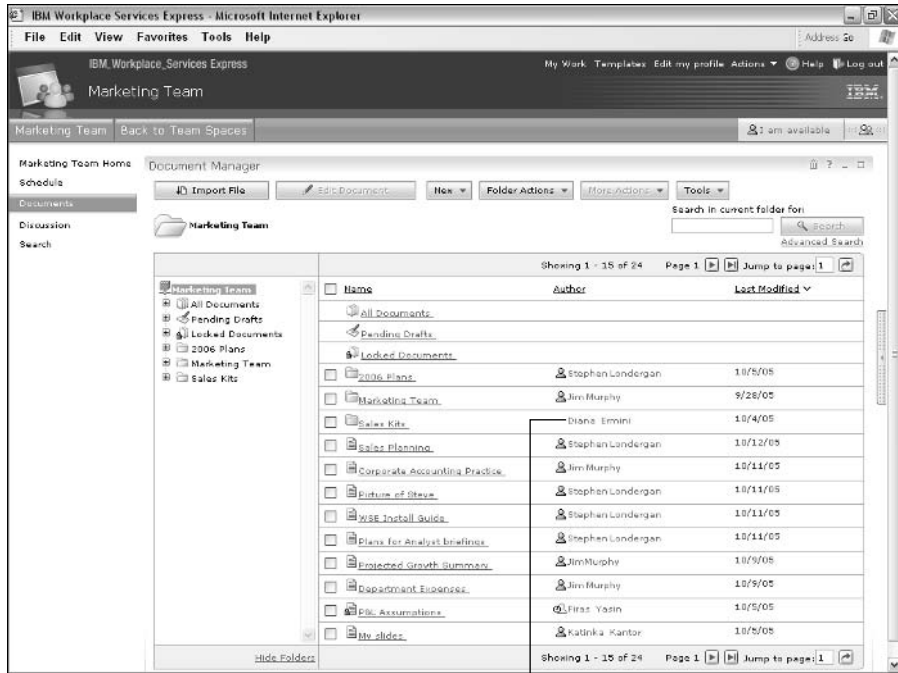 IBM Workplace Services Express - Microsoft Internet Explorer
File Edit View Favorites Tools Help
Address Go
IBM_Workplace_Services Express
My Work Templates Edit my profile Actions Help Log out
Marketing Team
IBM.
Marketing Team Back to Team Spaces
I am available
Marketing Team Home
Schedule
Documents
Discussion
Search
Document Manager
Import File Edit Document New Folder Actions More Actions Tools
Marketing Team
Search in current folder for:
Search
Advanced Search
Showing 1 - 15 of 24 Page 1 Jump to page: 1
Marketing Team
All Documents
Pending Drafts
Locked Documents
2006 Plans
Marketing Team
Sales Kits
Hide Folders
Name Author Last Modified
All Documents
Pending Drafts
Locked Documents
2006 Plans Stephen Londergan 10/5/05
Marketing Team Jim Murphy 9/28/05
Sales Kits Diana Ermini 10/4/05
Sales Planning Stephen Londergan 10/12/05
Corporate Accounting Practice Jim Murphy 10/11/05
Picture of Steve Stephen Londergan 10/11/05
WSE Install Guide Stephen Londergan 10/11/05
Plans for Analyst briefings Stephen Londergan 10/11/05
Projected Growth Summary JimMurphy 10/9/05
Department Expenses Jim Murphy 10/9/05
P&L Assumptions Firas Yasin 10/5/05
My slides Katinka Kantor 10/5/05
Showing 1 - 15 of 24 Page 1 Jump to page: 1